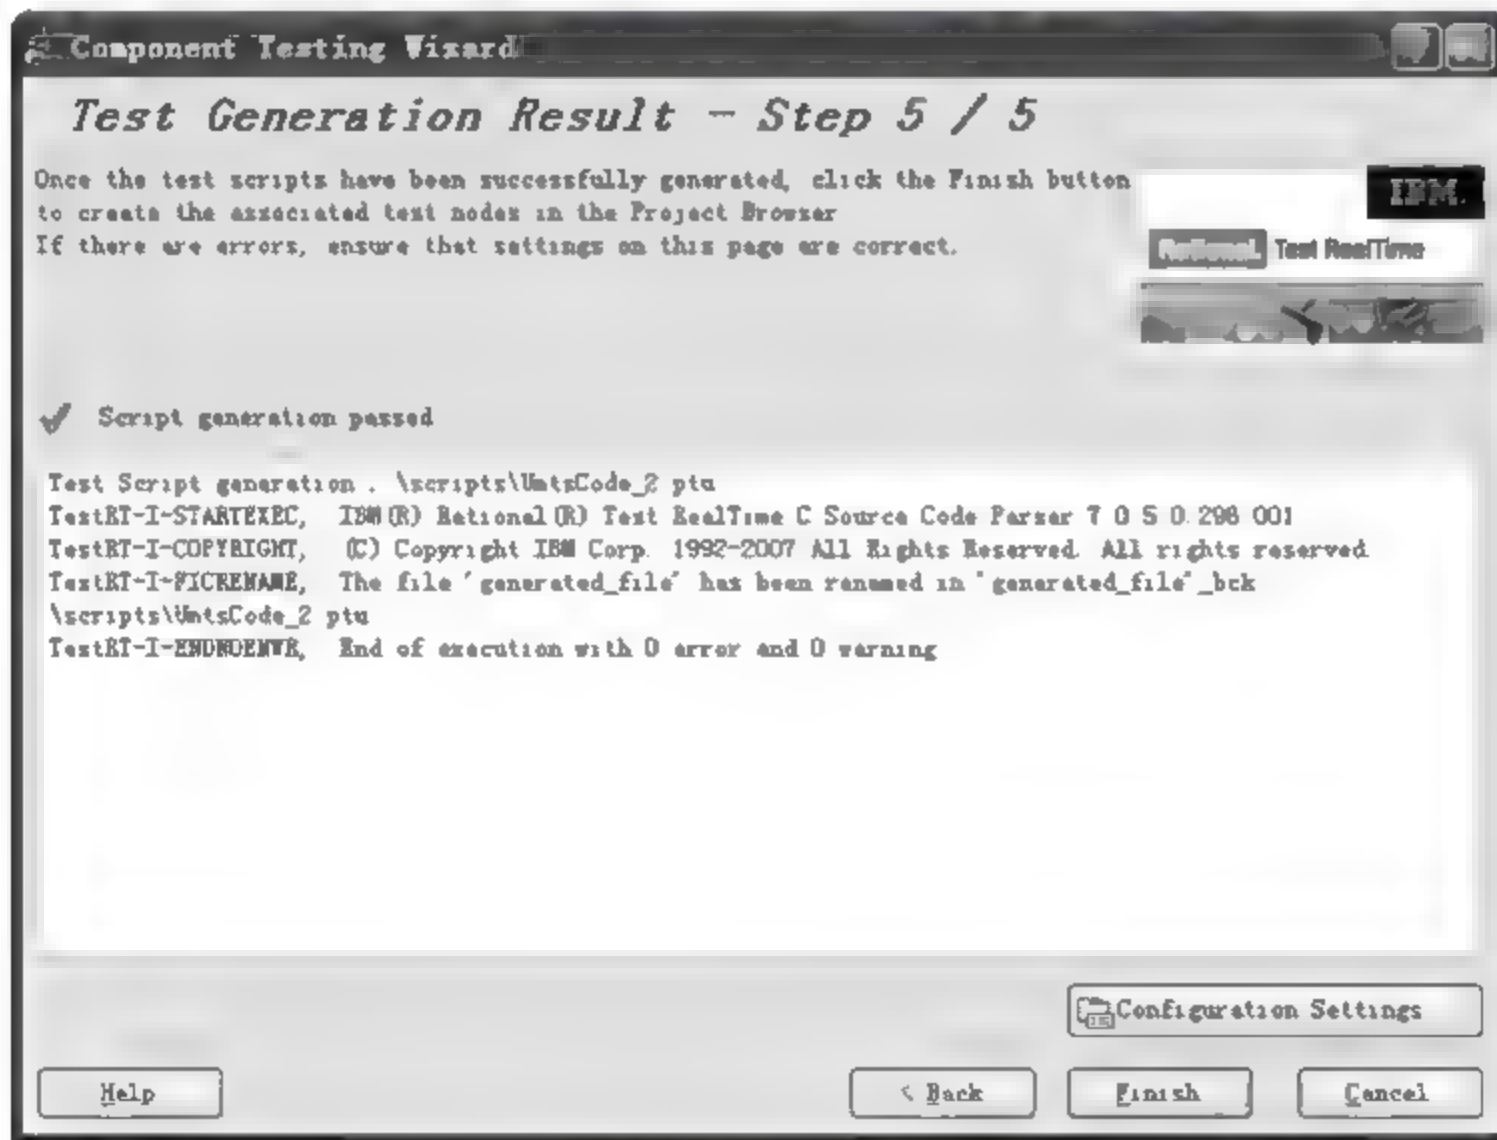 Component Testing Wizard
Test Generation Result - Step 5 / 5
Once the test scripts have been successfully generated, click the Finish button
to create the associated test nodes in the Project Browser
If there are errors, ensure that settings on this page are correct.
IBM.
Rational. Test RealTime
Script generation passed
Test Script generation . \scripts\UmtsCode_2 ptu
TestRT-I-STARTEXEC, IBM(R) Rational(R) Test RealTime C Source Code Parser 7 0 5 0.296 001
TestRT-I-COPYRIGHT, (C) Copyright IBM Corp. 1992-2007 All Rights Reserved. All rights reserved
TestRT-I-FICRENAME, The file 'generated_file' has been renamed in 'generated_file'_bck
\scripts\UmtsCode_2 ptu
TestRT-I-ENDNOENWR, End of execution with 0 error and 0 warning
Configuration Settings
Help
< Back
Finish
Cancel